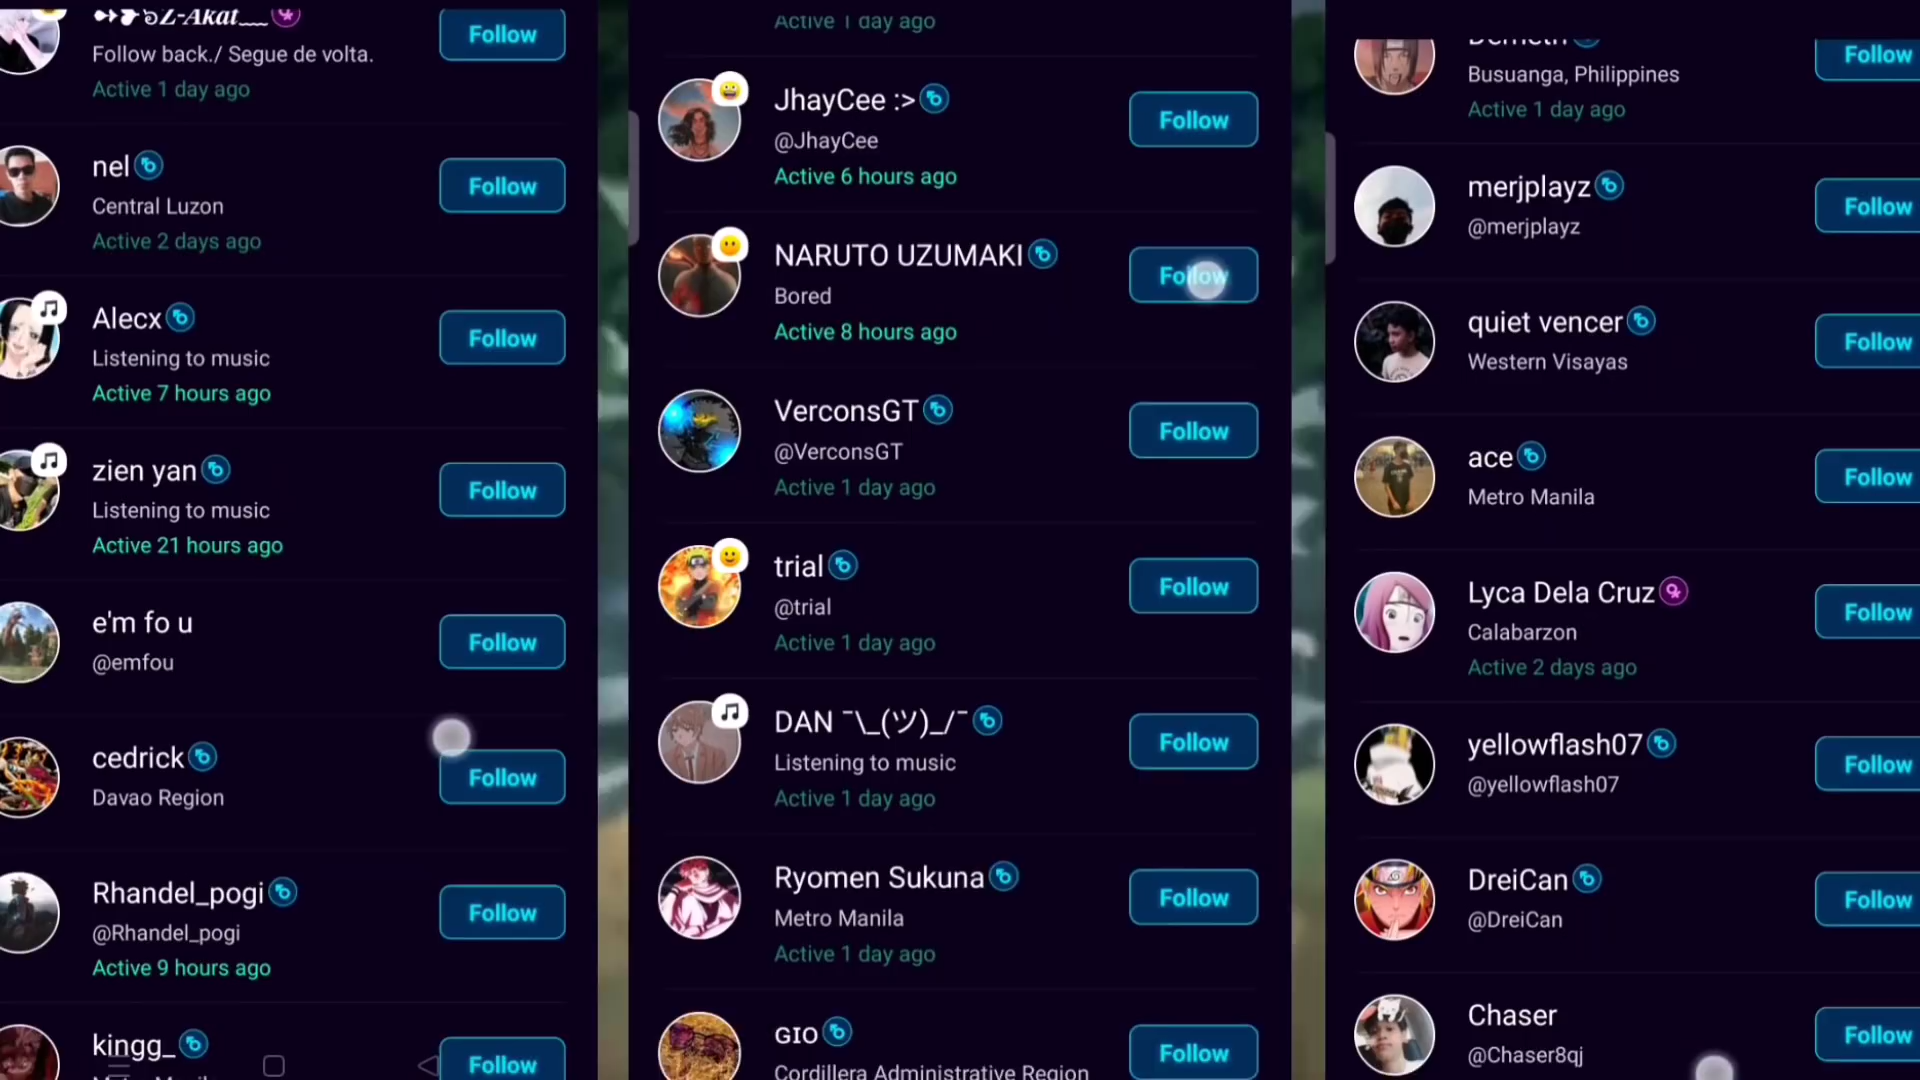 Z-Akat__
Follow
Follow back./ Segue de volta.
Active 1 day ago
nel
Follow
Central Luzon
Active 2 days ago
Alecx
Follow
Listening to music
Active 7 hours ago
zien yan
Follow
Listening to music
Active 21 hours ago
e'm fo u
Follow
@emfou
cedrick
Follow
Davao Region
Rhandel_pogi
Follow
@Rhandel_pogi
Active 9 hours ago
kingg_
Follow
Active 1 day ago
JhayCee :>
Follow
@JhayCee
Active 6 hours ago
NARUTO UZUMAKI
Follow
Bored
Active 8 hours ago
VerconsGT
Follow
@VerconsGT
Active 1 day ago
trial
Follow
@trial
Active 1 day ago
DAN ¯\_(ツ)_/¯
Follow
Listening to music
Active 1 day ago
Ryomen Sukuna
Follow
Metro Manila
Active 1 day ago
GIO
Follow
Cordillera Administrative Region
Follow
Busuanga, Philippines
Active 1 day ago
merjplayz
Follow
@merjplayz
quiet vencer
Follow
Western Visayas
ace
Follow
Metro Manila
Lyca Dela Cruz
Follow
Calabarzon
Active 2 days ago
yellowflash07
Follow
@yellowflash07
DreiCan
Follow
@DreiCan
Chaser
Follow
@Chaser8qj